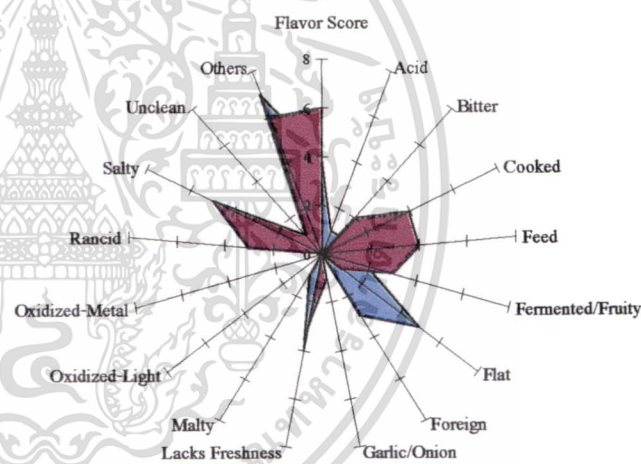 Flavor Score
8
6
4
2
0
Acid
Bitter
Cooked
Feed
Fermented/Fruity
Flat
Foreign
Garlic/Onion
Lacks Freshness
Malty
Oxidized-Light
Oxidized-Metal
Rancid
Salty
Unclean
Others